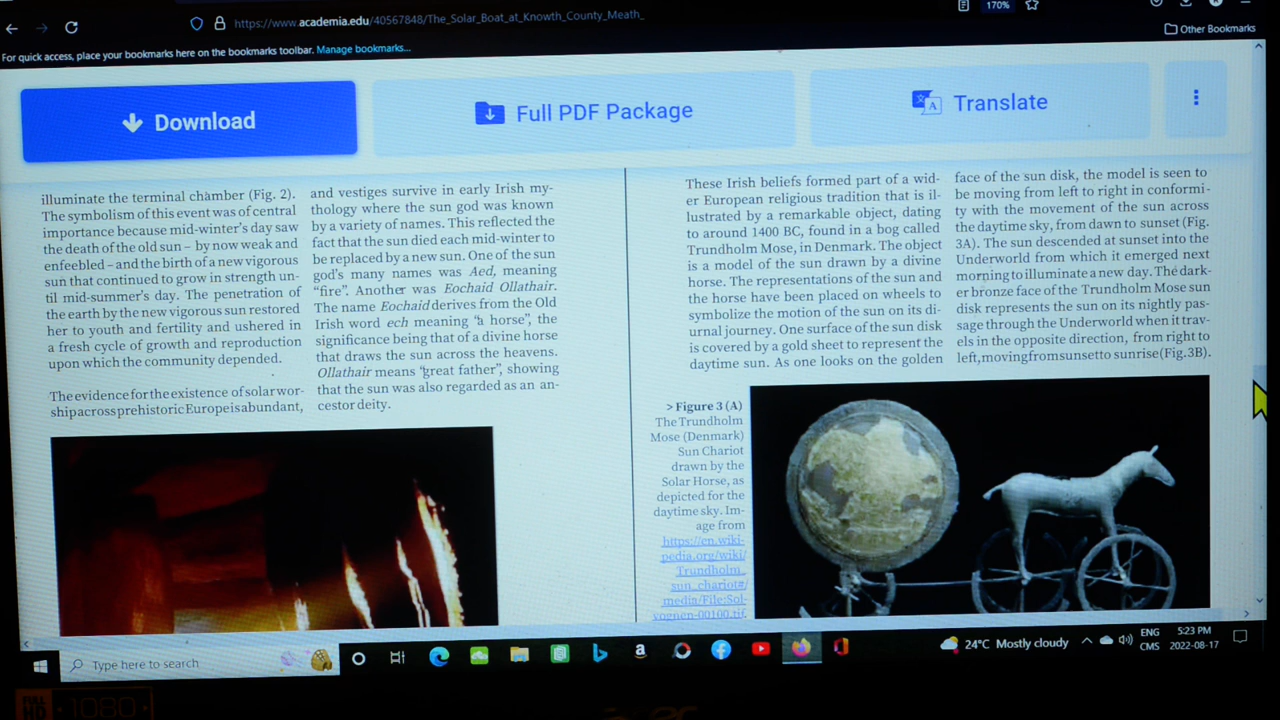 https://www.academia.edu/40567848/The_Solar_Boat_at_Knowth_County_Meath_
170%
For quick access, place your bookmarks here on the bookmarks toolbar. Manage bookmarks...
Other Bookmarks
Download
Full PDF Package
Translate
illuminate the terminal chamber (Fig. 2).
The symbolism of this event was of central
importance because mid-winter's day saw
the death of the old sun – by now weak and
enfeebled – and the birth of a new vigorous
sun that continued to grow in strength un-
til mid-summer's day. The penetration of
the earth by the new vigorous sun restored
her to youth and fertility and ushered in
a fresh cycle of growth and reproduction
upon which the community depended.
The evidence for the existence of solar wor-
ship across prehistoric Europe is abundant,
and vestiges survive in early Irish my-
thology where the sun god was known
by a variety of names. This reflected the
fact that the sun died each mid-winter to
be replaced by a new sun. One of the sun
god's many names was Aed, meaning
"fire". Another was Eochaid Ollathair.
The name Eochaid derives from the Old
Irish word ech meaning "a horse", the
significance being that of a divine horse
that draws the sun across the heavens.
Ollathair means "great father", showing
that the sun was also regarded as an an-
cestor deity.
These Irish beliefs formed part of a wid-
er European religious tradition that is il-
lustrated by a remarkable object, dating
to around 1400 BC, found in a bog called
Trundholm Mose, in Denmark. The object
is a model of the sun drawn by a divine
horse. The representations of the sun and
the horse have been placed on wheels to
symbolize the motion of the sun on its di-
urnal journey. One surface of the sun disk
is covered by a gold sheet to represent the
daytime sun. As one looks on the golden
face of the sun disk, the model is seen to
be moving from left to right in conformi-
ty with the movement of the sun across
the daytime sky, from dawn to sunset (Fig.
3A). The sun descended at sunset into the
Underworld from which it emerged next
morning to illuminate a new day. The dark-
er bronze face of the Trundholm Mose sun
disk represents the sun on its nightly pas-
sage through the Underworld when it trav-
els in the opposite direction, from right to
left, moving from sunset to sunrise (Fig. 3B).
> Figure 3 (A)
The Trundholm
Mose (Denmark)
Sun Chariot
drawn by the
Solar Horse, as
depicted for the
daytime sky. Im-
age from
https://en.wiki-
pedia.org/wiki/
Trundholm_
sun_chariot#/
media/File:Sol-
vognen-00100.tif.
Type here to search
24°C Mostly cloudy
ENG
CMS
5:23 PM
2022-08-17
FULL
HD
1080
acer